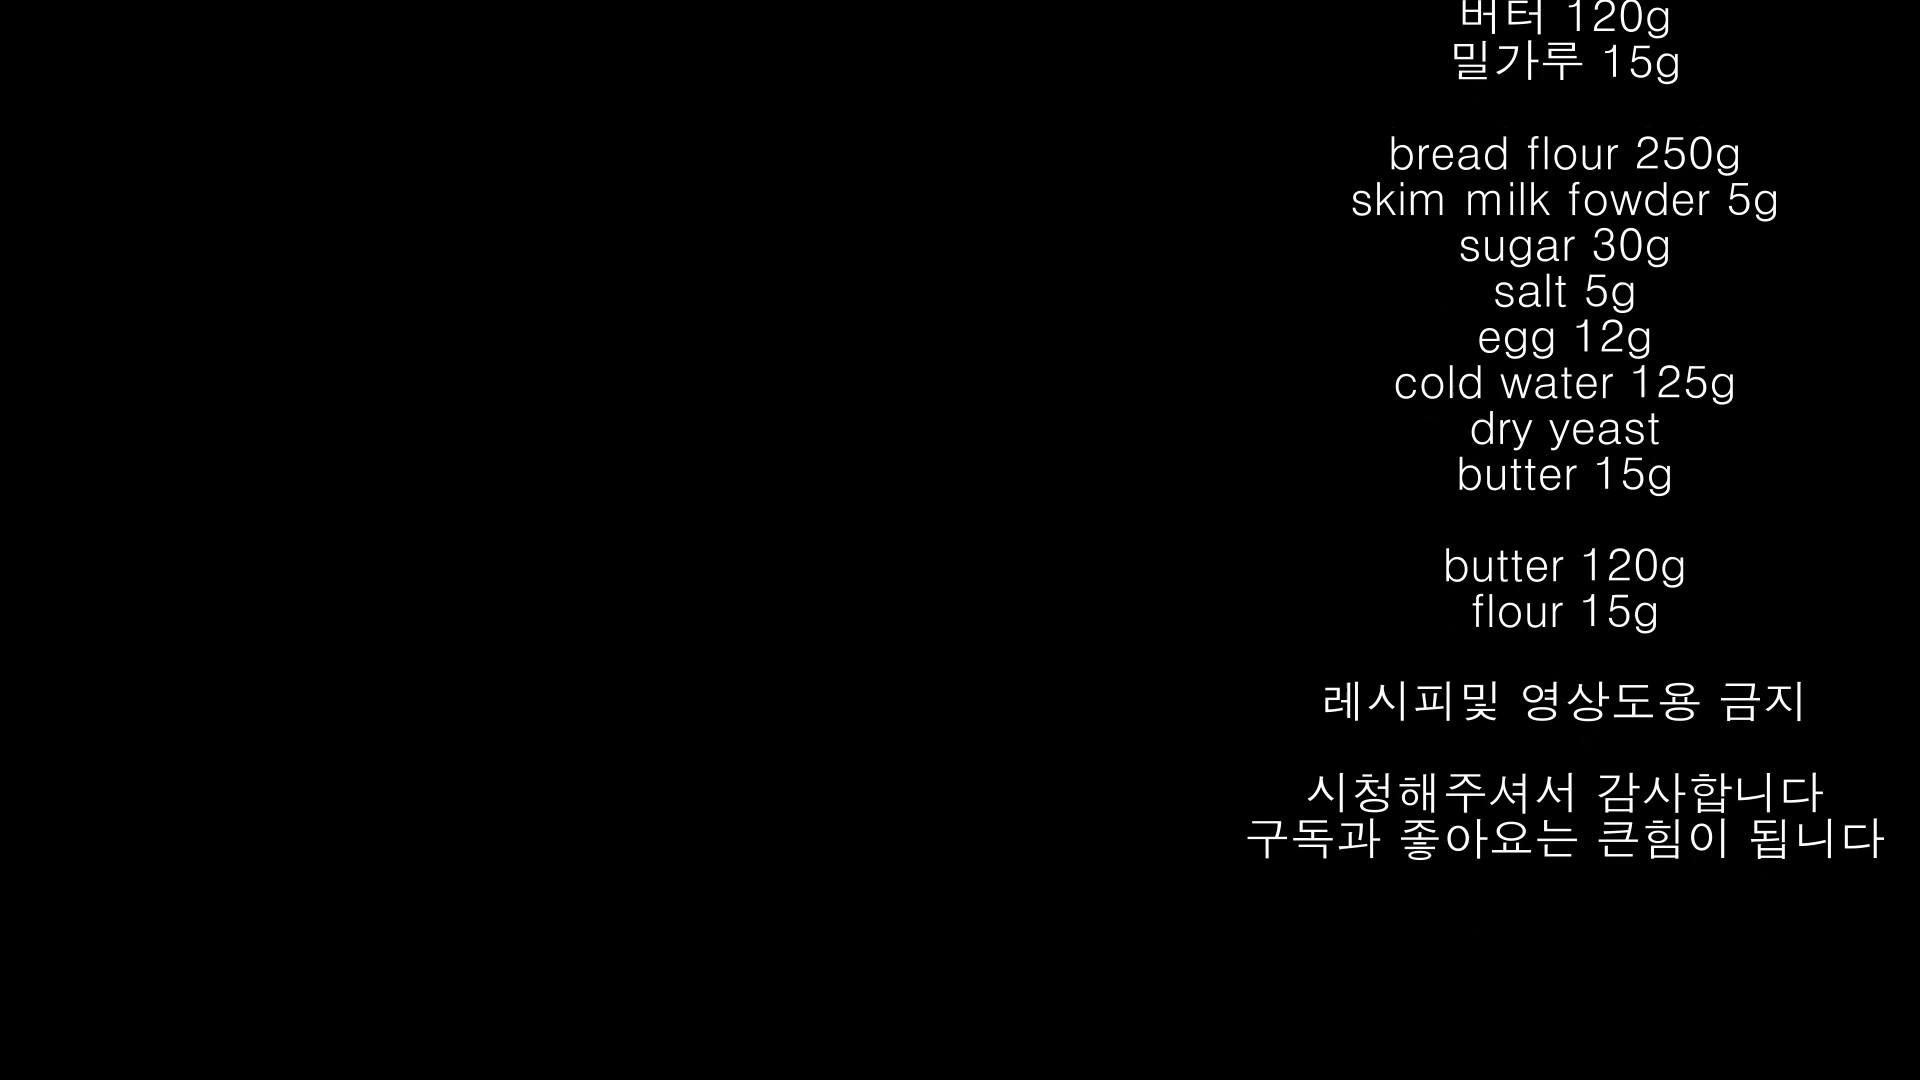 버터 120g
밀가루 15g
bread flour 250g
skim milk fowder 5g
sugar 30g
salt 5g
egg 12g
cold water 125g
dry yeast
butter 15g
butter 120g
flour 15g
레시피및 영상도용 금지
시청해주셔서 감사합니다
구독과 좋아요는 큰힘이 됩니다